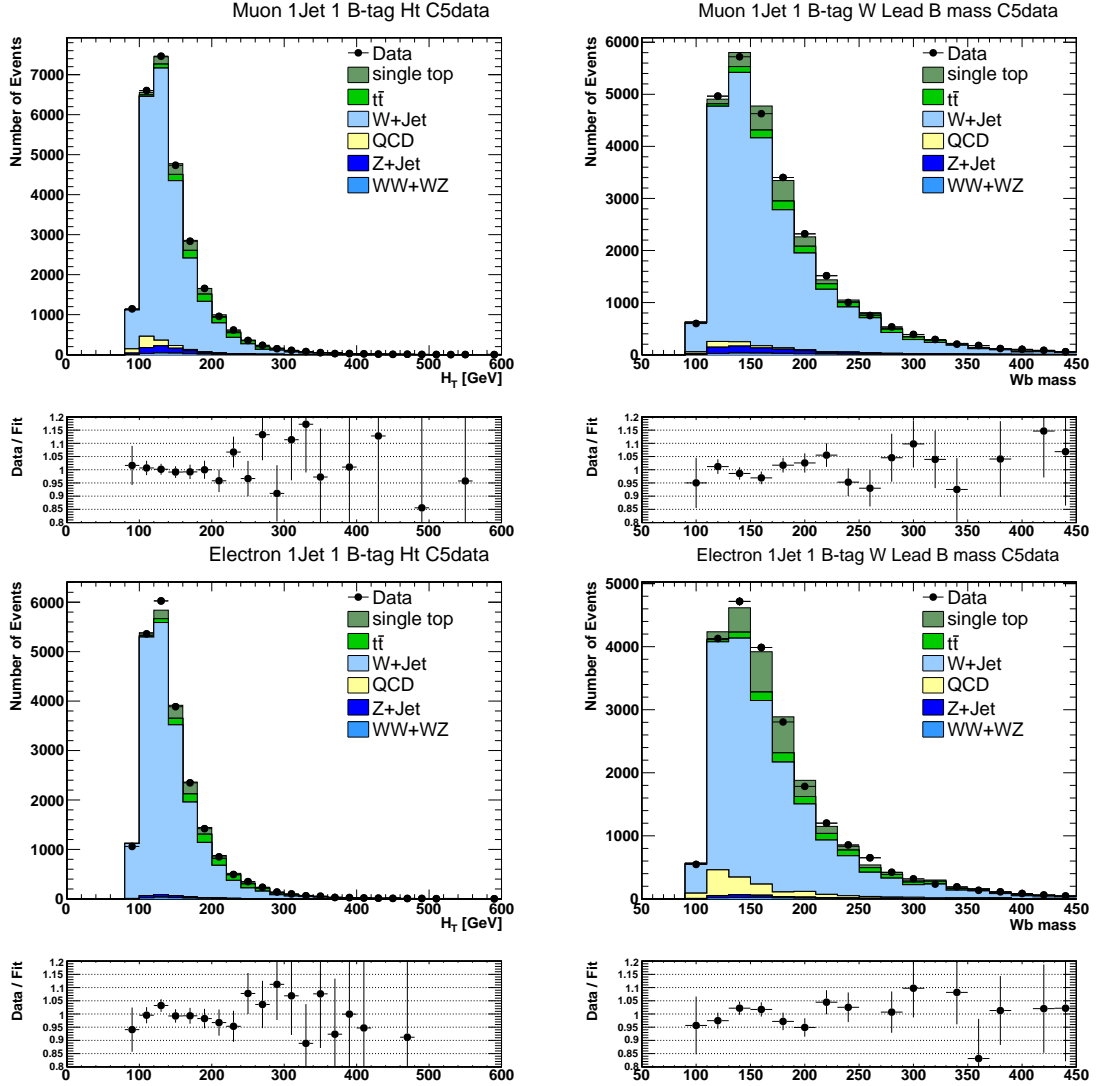 Muon 1Jet 1 B-tag Ht C5data
Number of Events
7000
6000
5000
4000
3000
2000
1000
0
Data
single top
tt̄
W+Jet
QCD
Z+Jet
WW+WZ
0 100 200 300 400 500 600
H_T [GeV]
Data / Fit
1.2
1.15
1.1
1.05
1
0.95
0.9
0.85
0.8
0 100 200 300 400 500 600
Muon 1Jet 1 B-tag W Lead B mass C5data
Number of Events
6000
5000
4000
3000
2000
1000
0
Data
single top
tt̄
W+Jet
QCD
Z+Jet
WW+WZ
50 100 150 200 250 300 350 400 450
Wb mass
Data / Fit
1.2
1.15
1.1
1.05
1
0.95
0.9
0.85
0.8
50 100 150 200 250 300 350 400 450
Electron 1Jet 1 B-tag Ht C5data
Number of Events
6000
5000
4000
3000
2000
1000
0
Data
single top
tt̄
W+Jet
QCD
Z+Jet
WW+WZ
0 100 200 300 400 500 600
H_T [GeV]
Data / Fit
1.2
1.15
1.1
1.05
1
0.95
0.9
0.85
0.8
0 100 200 300 400 500 600
Electron 1Jet 1 B-tag W Lead B mass C5data
Number of Events
5000
4000
3000
2000
1000
0
Data
single top
tt̄
W+Jet
QCD
Z+Jet
WW+WZ
50 100 150 200 250 300 350 400 450
Wb mass
Data / Fit
1.2
1.15
1.1
1.05
1
0.95
0.9
0.85
0.8
50 100 150 200 250 300 350 400 450